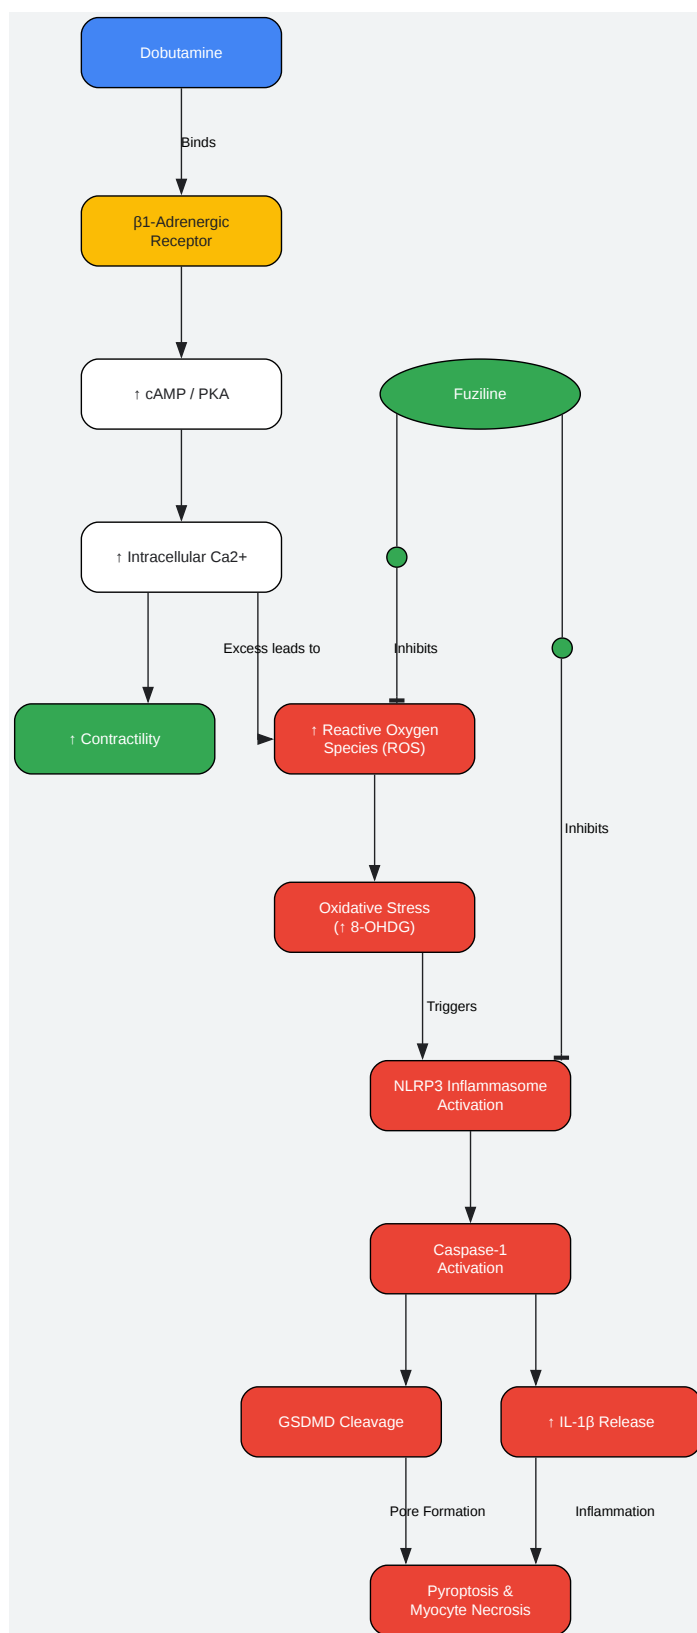 Dobutamine
Binds
β1-Adrenergic
Receptor
↑ cAMP / PKA
Fuziline
↑ Intracellular Ca2+
Excess leads to
Inhibits
↑ Contractility
↑ Reactive Oxygen
Species (ROS)
Inhibits
Oxidative Stress
(↑ 8-OHDG)
Triggers
NLRP3 Inflammasome
Activation
Caspase-1
Activation
GSDMD Cleavage
↑ IL-1β Release
Pore Formation
Inflammation
Pyroptosis &
Myocyte Necrosis